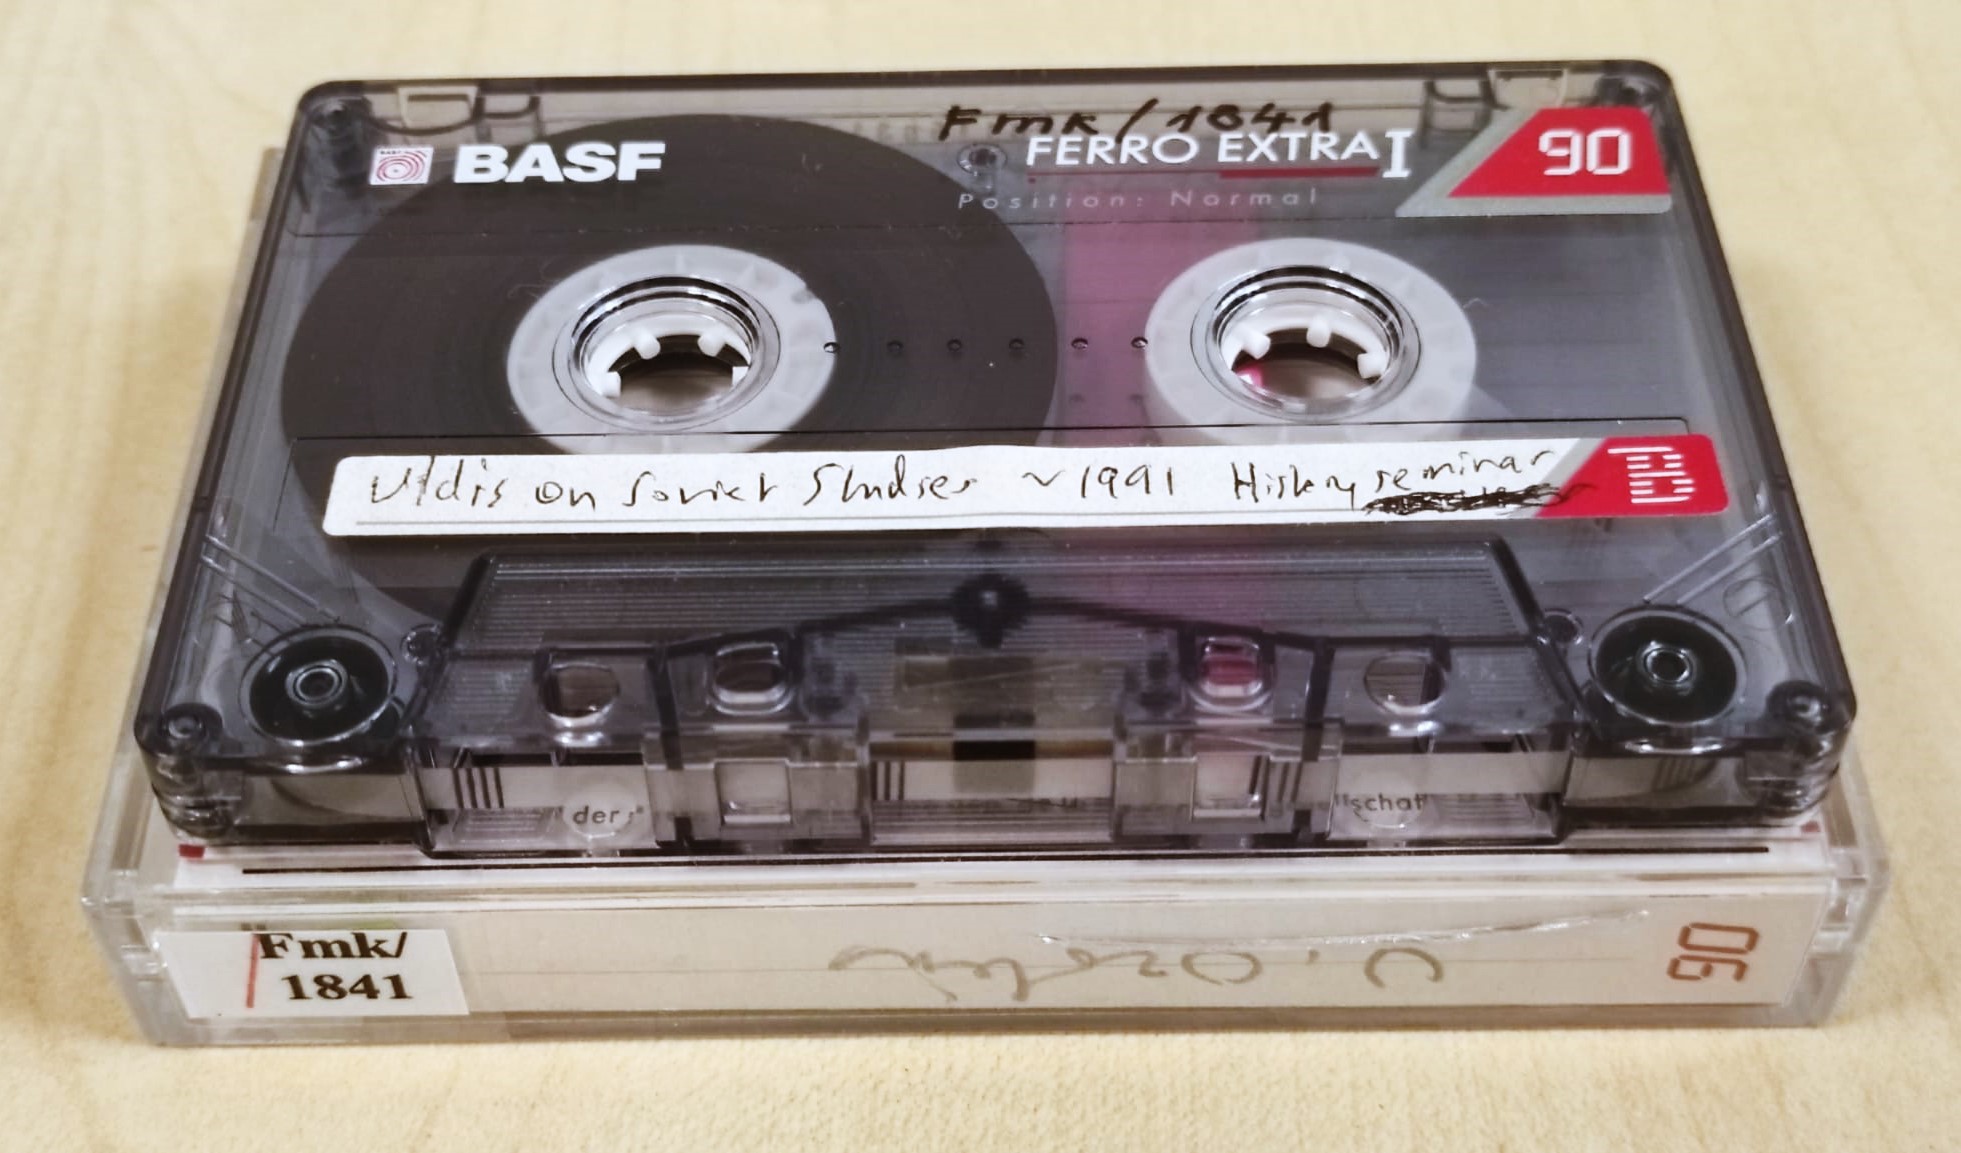 Fmk/1841
BASF
FERRO EXTRA I
90
Position: Normal
Uldis on Soviet Studies ~1991 History seminar
B
der
schaf
Fmk/
1841
90